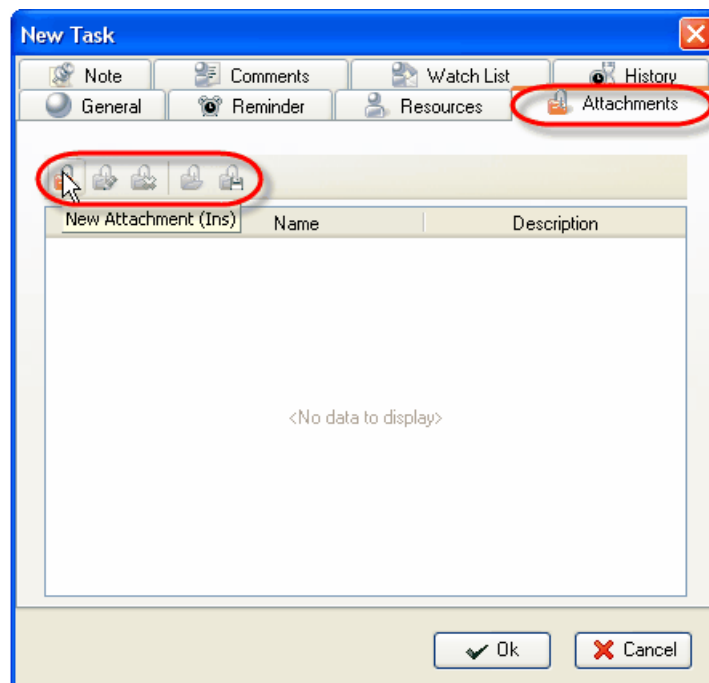 New Task
Note Comments Watch List History
General Reminder Resources Attachments
New Attachment (Ins)
Name Description
<No data to display>
Ok Cancel